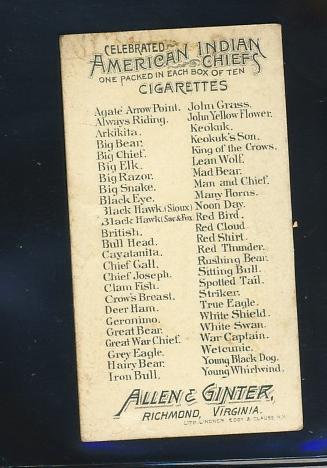 CELEBRATED
AMERICAN INDIAN
CHIEFS
ONE PACKED IN EACH BOX OF TEN
CIGARETTES
Agate Arrow Point.
Always Riding.
Arkikita.
Big Bear.
Big Chief.
Big Elk.
Big Razor.
Big Snake.
Black Eye.
Black Hawk (Sioux)
Black Hawk (Sac & Fox)
British.
Bull Head.
Cayatanita.
Chief Gall,
Chief Joseph.
Clam Fish.
Crow's Breast.
Deer Ham.
Geronimo.
Great Bear.
Great War Chief.
Grey Eagle.
Hairy Bear.
Iron Bull.
John Grass.
John Yellow Flower.
Keokuk.
Keokuk's Son.
King of the Crows.
Lean Wolf.
Mad Bear.
Man and Chief.
Many Horns.
Noon Day.
Red Bird.
Red Cloud
Red Shirt.
Red Thunder.
Rushing Bear.
Sitting Bull.
Spotted Tail.
Striker.
True Eagle.
White Shield.
White Swan.
War Captain.
Wetcunie.
Young Black Dog.
Young Whirlwind.
ALLEN & GINTER,
RICHMOND, VIRGINIA.
LITH. LINDNER, EDDY & CLAUSS, N.Y.